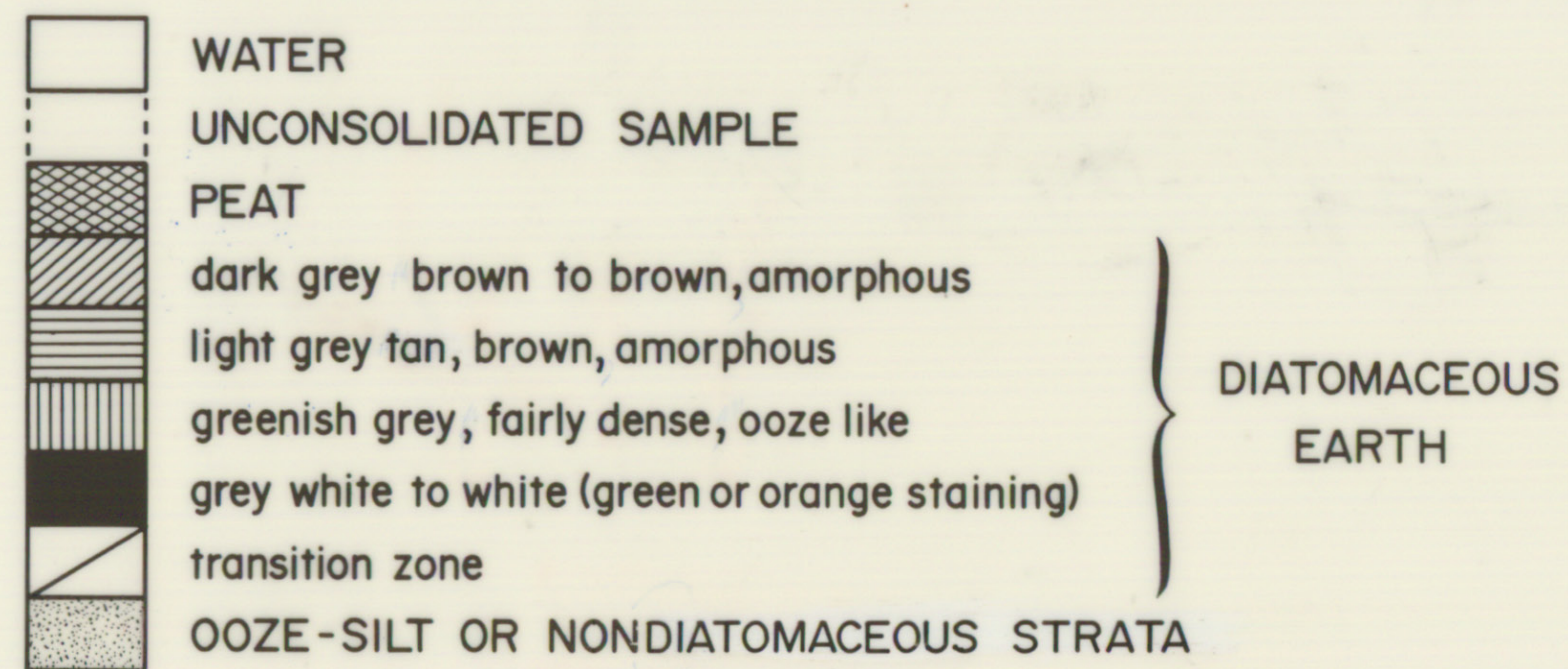 WATER
UNCONSOLIDATED SAMPLE
PEAT
dark grey brown to brown, amorphous
light grey tan, brown, amorphous
greenish grey, fairly dense, ooze like
grey white to white (green or orange staining)
transition zone
DIATOMACEOUS
EARTH
OOZE-SILT OR NONDIATOMACEOUS STRATA